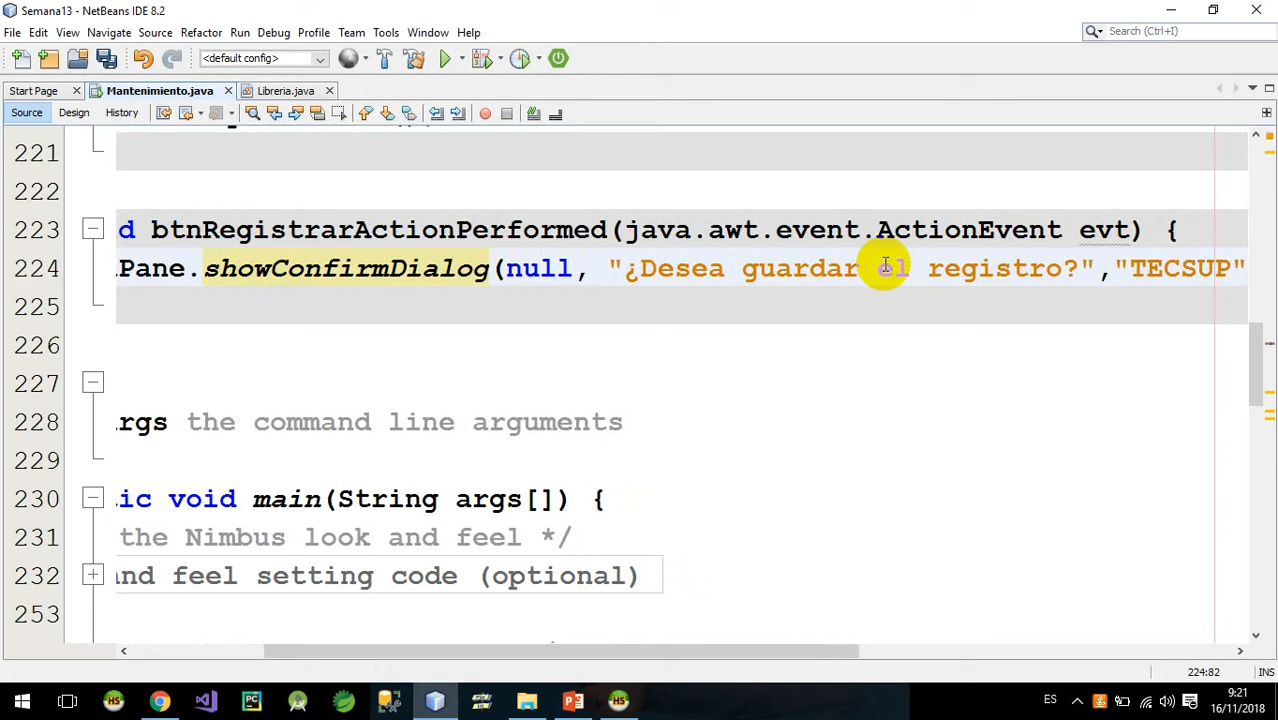 Semana13 - NetBeans IDE 8.2
File Edit View Navigate Source Refactor Run Debug Profile Team Tools Window Help
Search (Ctrl+I)
<default config>
Start Page Mantenimiento.java Libreria.java
Source Design History
221
222
223 d btnRegistrarActionPerformed(java.awt.event.ActionEvent evt) {
224 Pane.showConfirmDialog(null, "¿Desea guardar el registro?","TECSUP"
225
226
227
228 rgs the command line arguments
229
230 ic void main(String args[]) {
231 the Nimbus look and feel */
232 nd feel setting code (optional)
253
224:82 INS
HS PC HS ES 9:21
16/11/2018